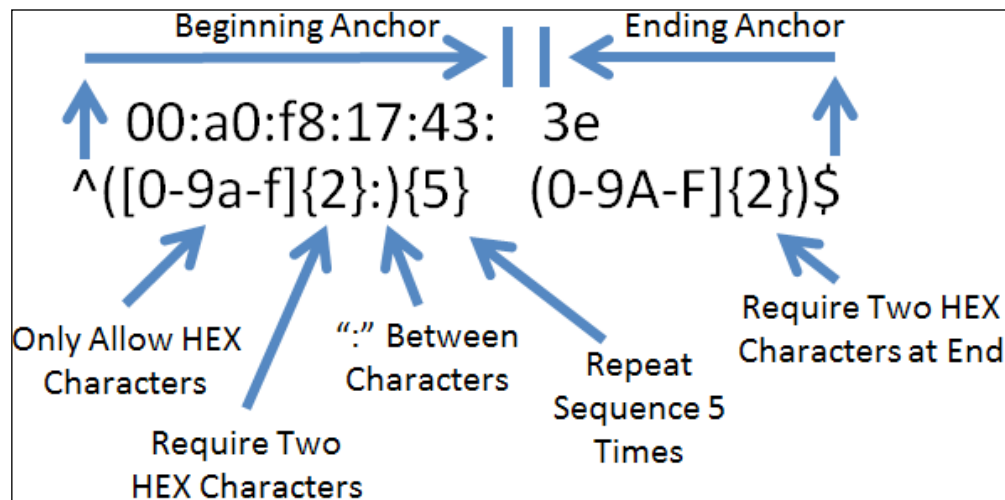 Beginning Anchor
Ending Anchor
00:a0:f8:17:43: 3e
^([0-9a-f]{2}:){5} (0-9A-F]{2})$
Only Allow HEX
Characters
“:” Between
Characters
Require Two HEX
Characters at End
Repeat
Sequence 5
Times
Require Two
HEX Characters